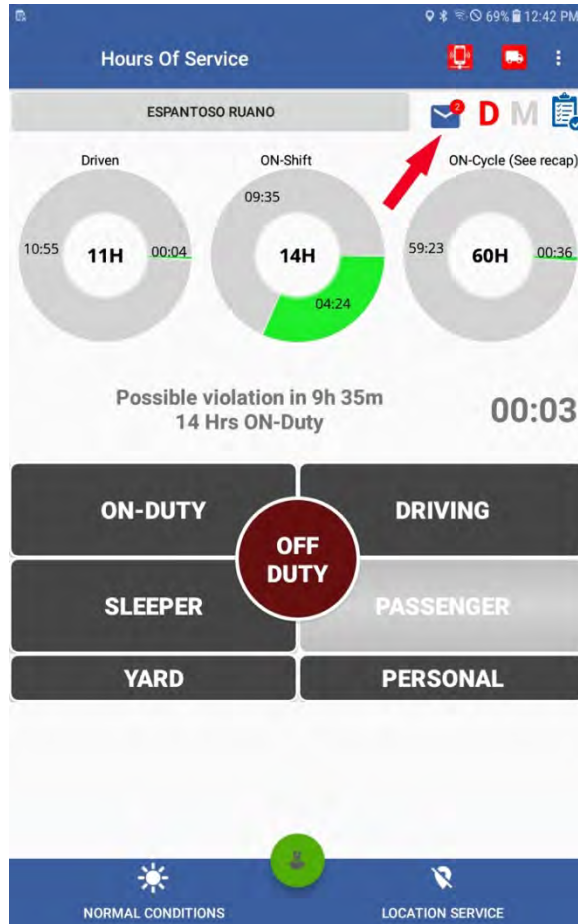 69% 12:42 PM
Hours Of Service
ESPANTOSO RUANO
2
D M
Driven
ON-Shift
ON-Cycle (See recap)
10:55
11H
00:04
09:35
14H
04:24
59:23
60H
00:36
Possible violation in 9h 35m
14 Hrs ON-Duty
00:03
ON-DUTY
DRIVING
OFF
DUTY
SLEEPER
PASSENGER
YARD
PERSONAL
NORMAL CONDITIONS
LOCATION SERVICE